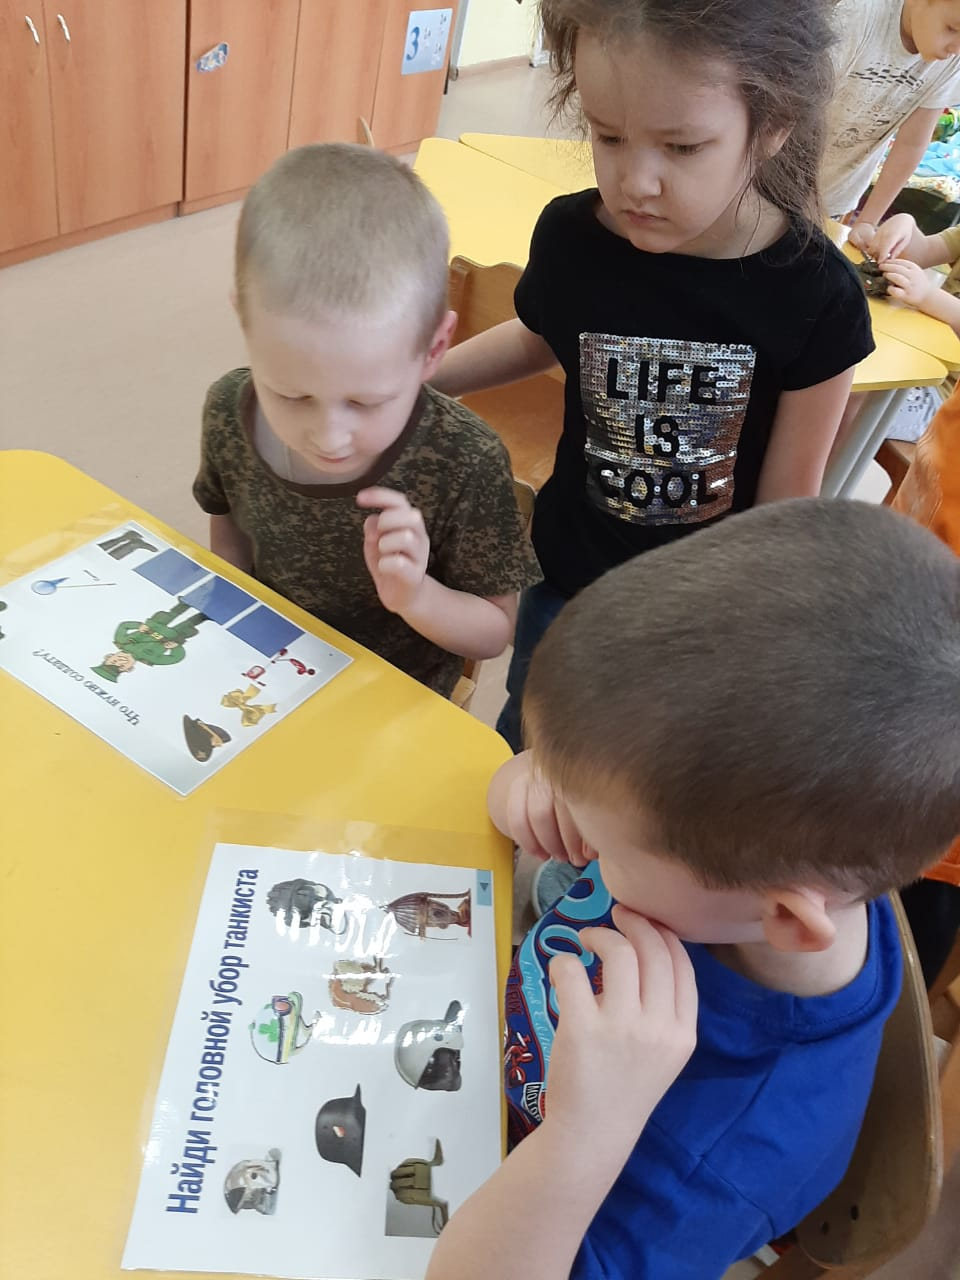 3
LIFE
IS
COOL
Что нужно солдату?
Найди головной убор танкиста